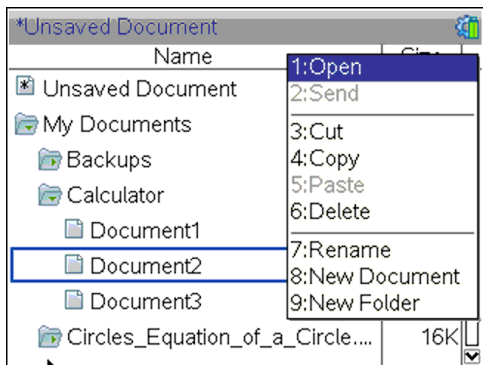 *Unsaved Document
Name
Unsaved Document
My Documents
Backups
Calculator
Document1
Document2
Document3
Circles_Equation_of_a_Circle.... 16K
1:Open
2:Send
3:Cut
4:Copy
5:Paste
6:Delete
7:Rename
8:New Document
9:New Folder